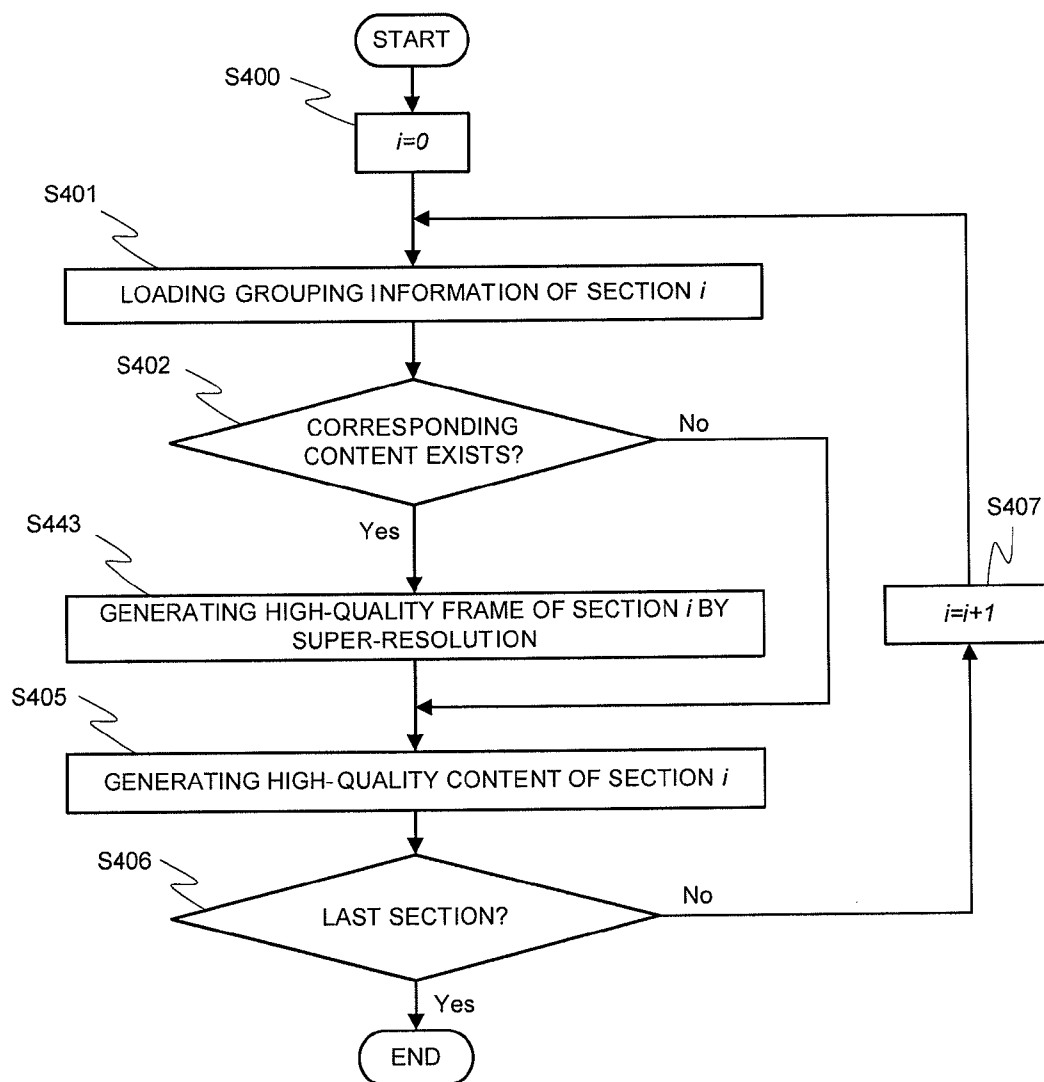 START
S400
i=0
S401
LOADING GROUPING INFORMATION OF SECTION i
S402
CORRESPONDING
CONTENT EXISTS?
No
Yes
S443
GENERATING HIGH-QUALITY FRAME OF SECTION i BY
SUPER-RESOLUTION
S407
i=i+1
S405
GENERATING HIGH-QUALITY CONTENT OF SECTION i
S406
LAST SECTION?
No
Yes
END